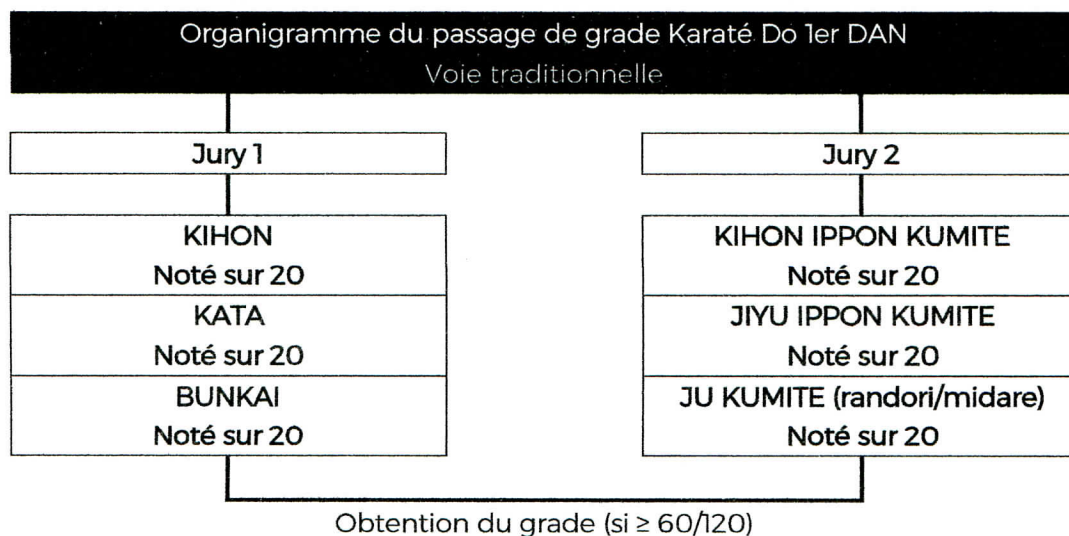 Organigramme du passage de grade Karaté Do 1er DAN
Voie traditionnelle
Jury 1
KIHON
Noté sur 20
KATA
Noté sur 20
BUNKAI
Noté sur 20
Jury 2
KIHON IPPON KUMITE
Noté sur 20
JIYU IPPON KUMITE
Noté sur 20
JU KUMITE (randori/midare)
Noté sur 20
Obtention du grade (si ≥ 60/120)